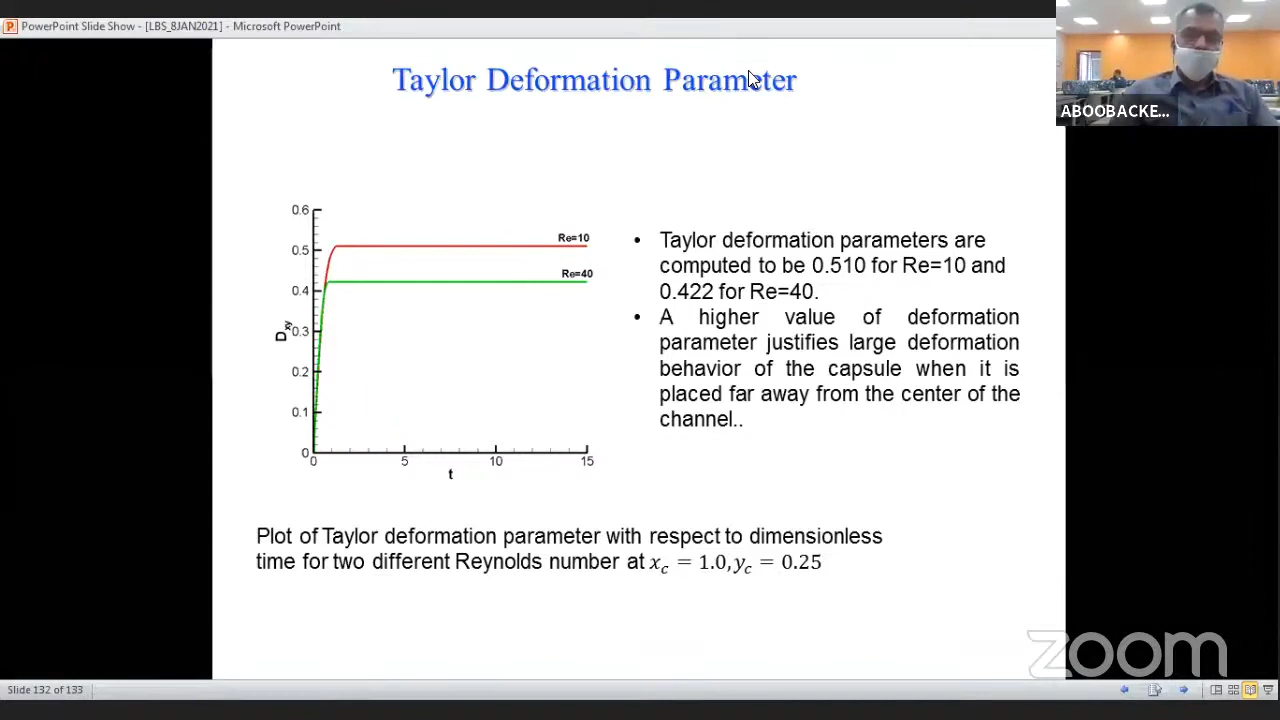 PowerPoint Slide Show - [LBS_8JAN2021] - Microsoft PowerPoint
ABOOBACKE...
Taylor Deformation Parameter
0.6
0.5
0.4
0.3
0.2
0.1
0
Dxy
Re=10
Re=40
0
5
10
15
t
• Taylor deformation parameters are
computed to be 0.510 for Re=10 and
0.422 for Re=40.
• A higher value of deformation
parameter justifies large deformation
behavior of the capsule when it is
placed far away from the center of the
channel..
Plot of Taylor deformation parameter with respect to dimensionless
time for two different Reynolds number at x_c = 1.0, y_c = 0.25
zoom
Slide 132 of 133